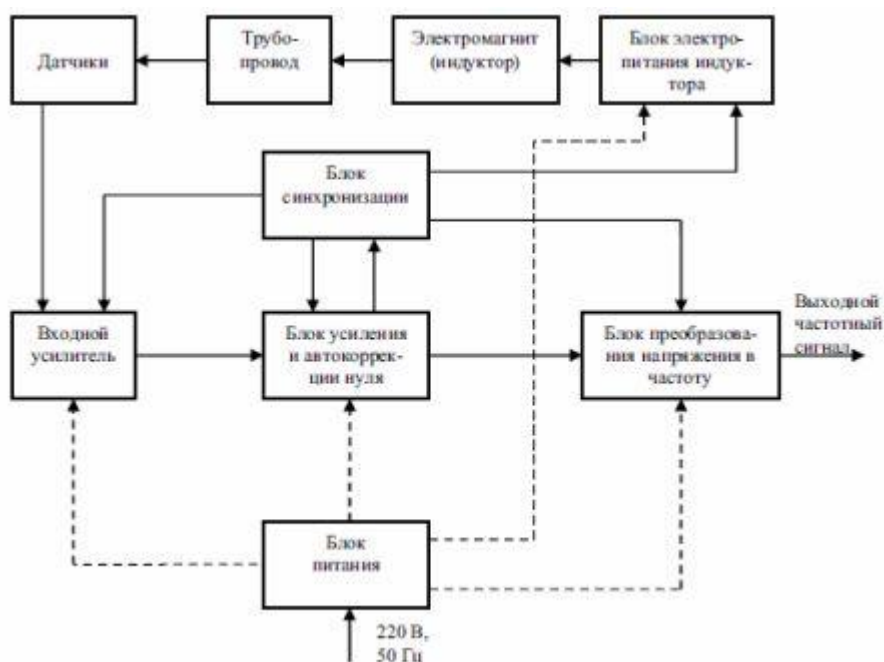 Датчики
Трубо-
провод
Электромагнит
(индуктор)
Блок электро-
питания индук-
тора
Блок
синхронизации
Входной
усилитель
Блок усиления
и автокоррек-
ции нуля
Блок преобразова-
ния напряжения в
частоту
Выходной
частотный
сигнал
Блок
питания
220 В,
50 Гц